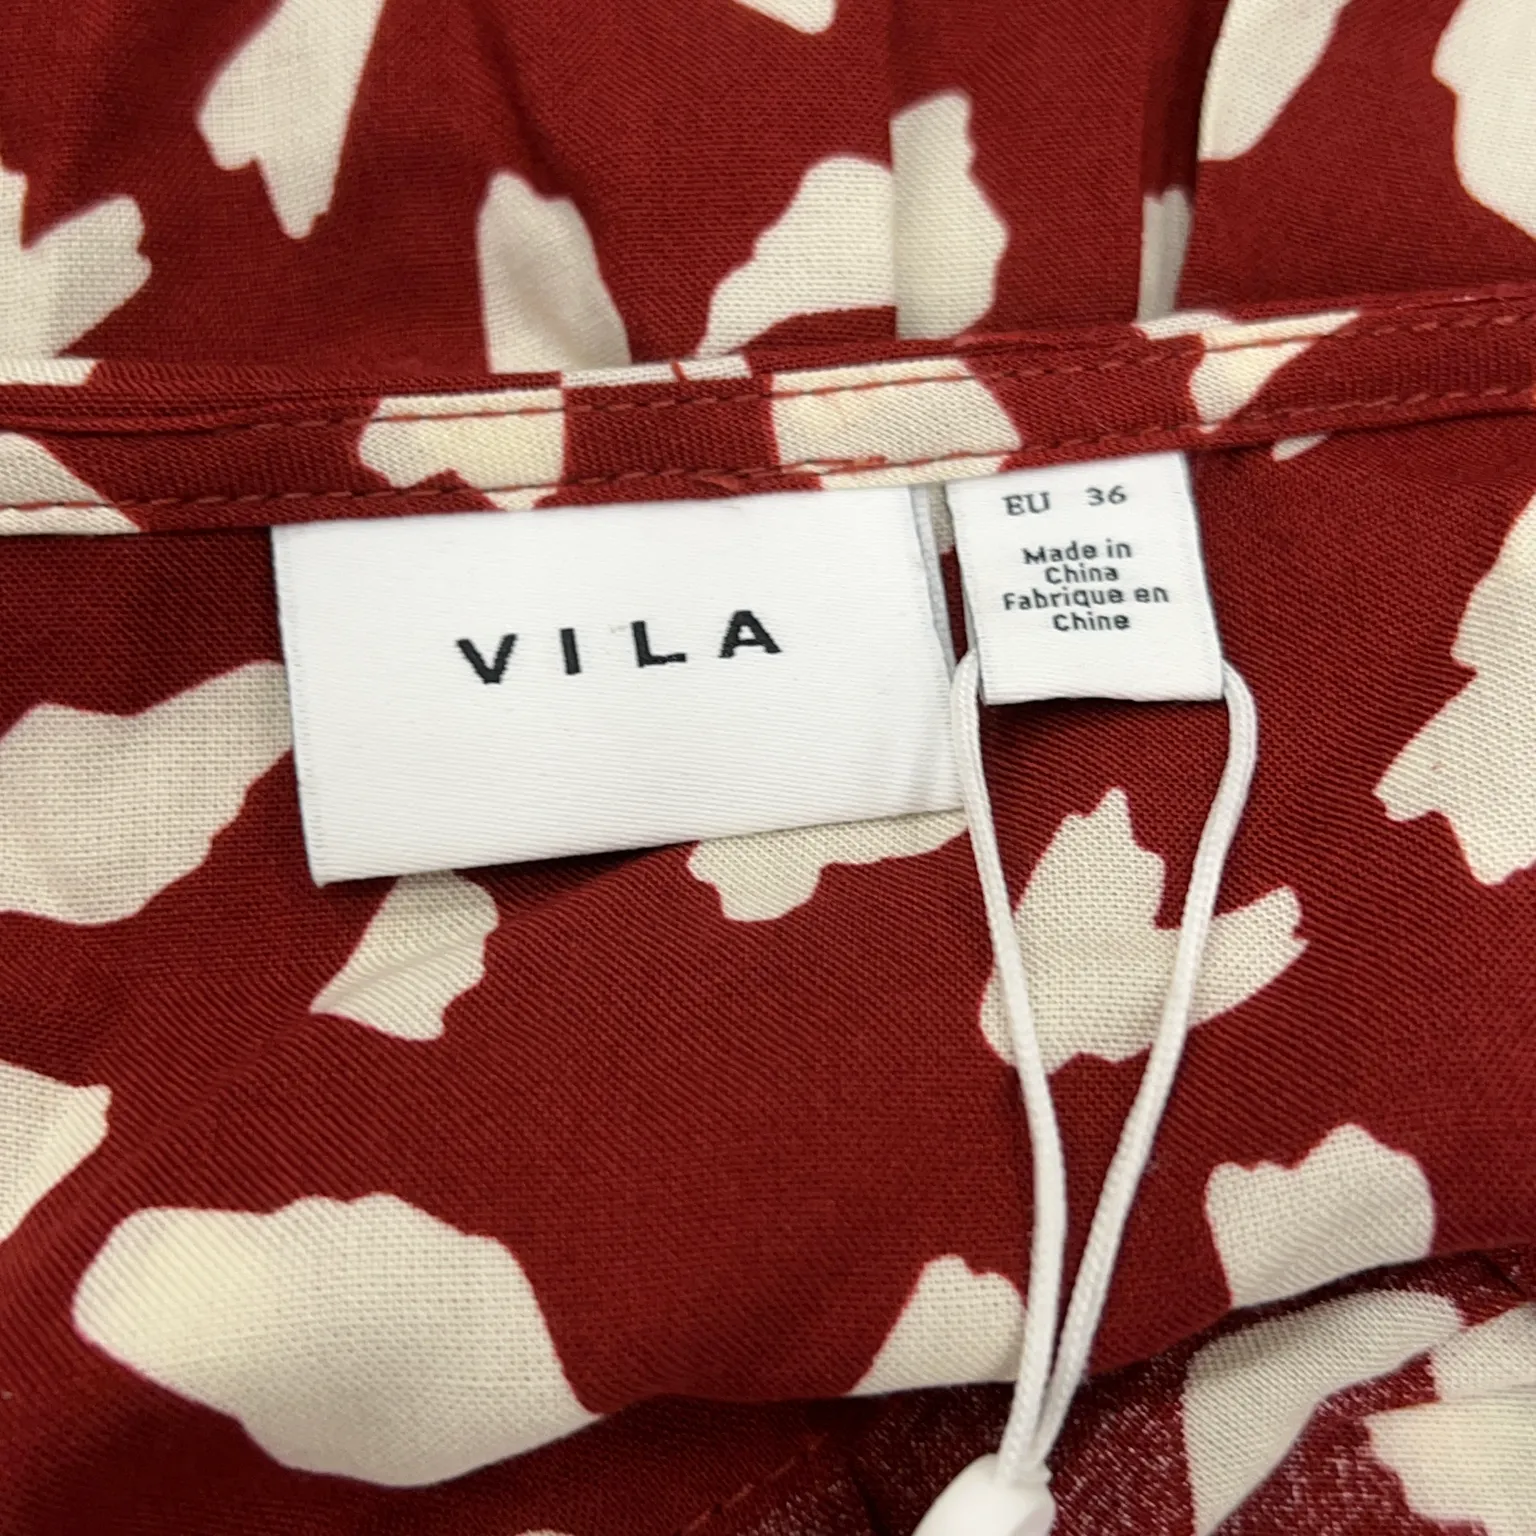 VILA
EU 36
Made in
China
Fabrique en
Chine